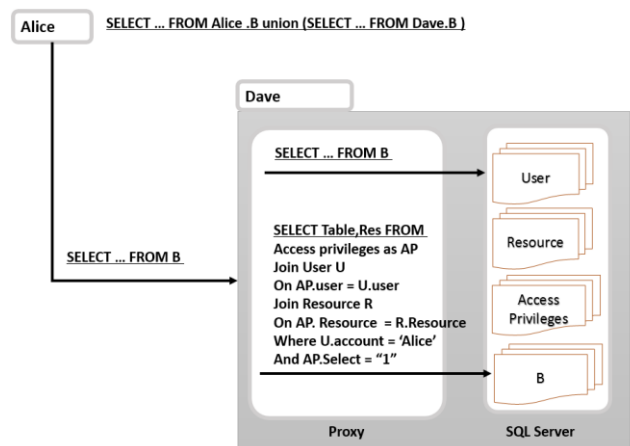 Alice
SELECT ... FROM Alice .B union (SELECT ... FROM Dave.B )
Dave
SELECT ... FROM B
User
SELECT Table,Res FROM
Access privileges as AP
Join User U
On AP.user = U.user
Join Resource R
On AP. Resource = R.Resource
Where U.account = ‘Alice’
And AP.Select = “1”
Resource
SELECT ... FROM B
Access
Privileges
B
Proxy
SQL Server